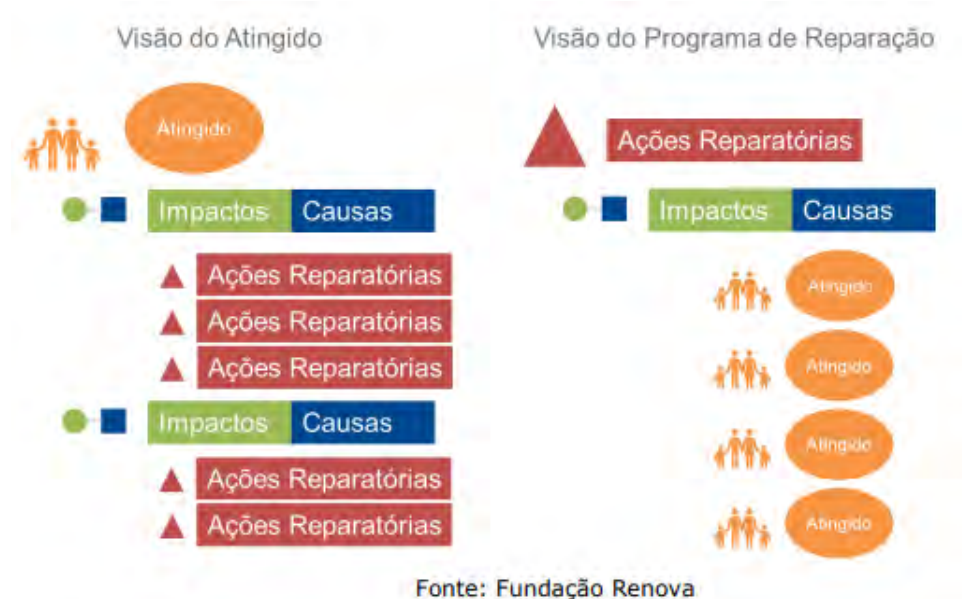 Visão do Atingido
Atingido
Impactos Causas
Ações Reparatórias
Ações Reparatórias
Ações Reparatórias
Impactos Causas
Ações Reparatórias
Ações Reparatórias
Visão do Programa de Reparação
Ações Reparatórias
Impactos Causas
Atingido
Atingido
Atingido
Atingido
Fonte: Fundação Renova